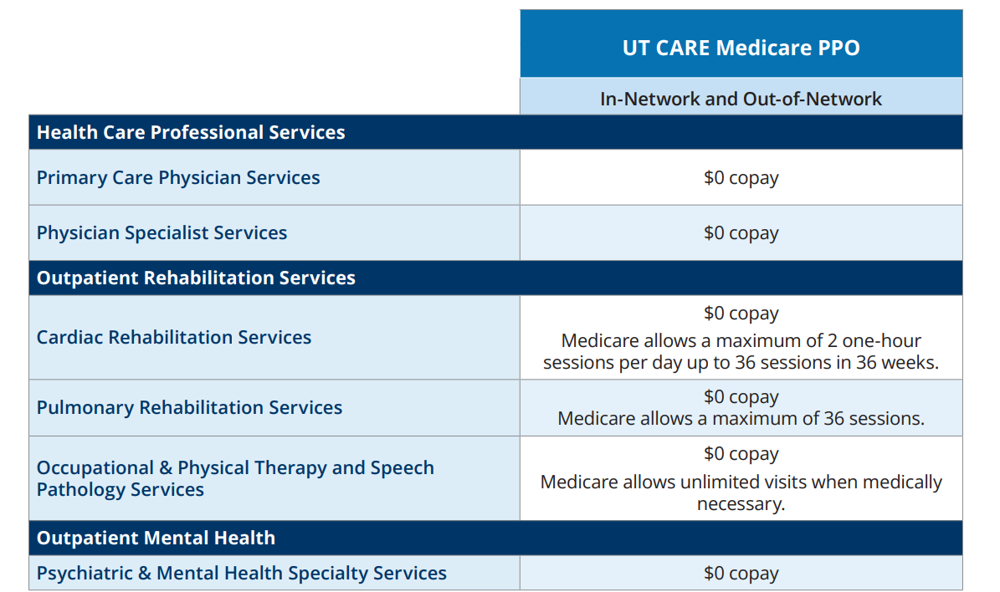 UT CARE Medicare PPO
In-Network and Out-of-Network
Health Care Professional Services
Primary Care Physician Services
$0 copay
Physician Specialist Services
$0 copay
Outpatient Rehabilitation Services
Cardiac Rehabilitation Services
$0 copay
Medicare allows a maximum of 2 one-hour
sessions per day up to 36 sessions in 36 weeks.
Pulmonary Rehabilitation Services
$0 copay
Medicare allows a maximum of 36 sessions.
Occupational & Physical Therapy and Speech
Pathology Services
$0 copay
Medicare allows unlimited visits when medically
necessary.
Outpatient Mental Health
Psychiatric & Mental Health Specialty Services
$0 copay